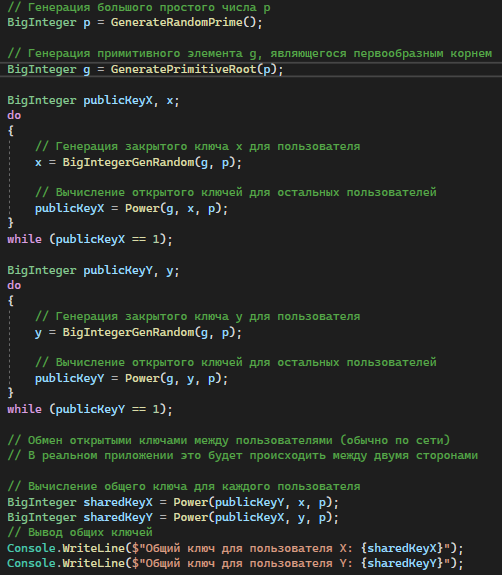 // Генерация большого простого числа p
BigInteger p = GenerateRandomPrime();
// Генерация примитивного элемента g, являющегося первообразным корнем
BigInteger g = GeneratePrimitiveRoot(p);
BigInteger publicKeyX, x;
do
{
// Генерация закрытого ключа x для пользователя
x = BigIntegerGenRandom(g, p);
// Вычисление открытого ключей для остальных пользователей
publicKeyX = Power(g, x, p);
}
while (publicKeyX == 1);
BigInteger publicKeyY, y;
do
{
// Генерация закрытого ключа y для пользователя
y = BigIntegerGenRandom(g, p);
// Вычисление открытого ключей для остальных пользователей
publicKeyY = Power(g, y, p);
}
while (publicKeyY == 1);
// Обмен открытыми ключами между пользователями (обычно по сети)
// В реальном приложении это будет происходить между двумя сторонами
// Вычисление общего ключа для каждого пользователя
BigInteger sharedKeyX = Power(publicKeyY, x, p);
BigInteger sharedKeyY = Power(publicKeyX, y, p);
// Вывод общих ключей
Console.WriteLine($"Общий ключ для пользователя X: {sharedKeyX}");
Console.WriteLine($"Общий ключ для пользователя Y: {sharedKeyY}");